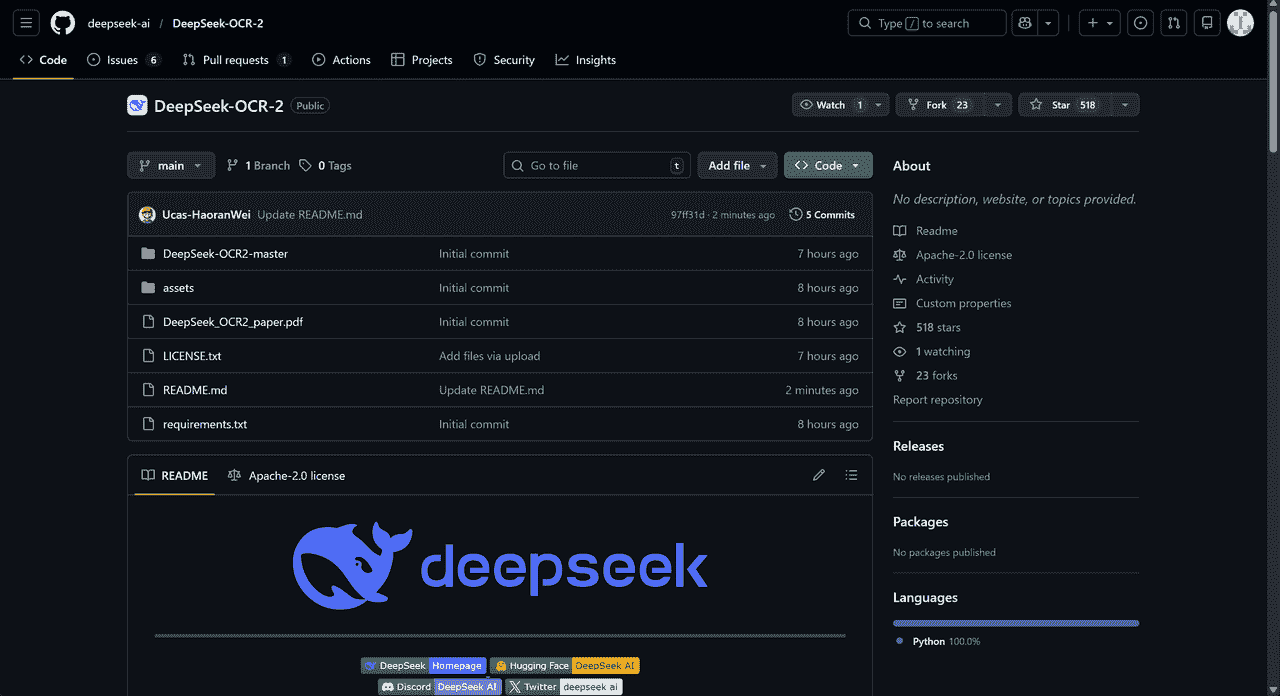 deepseek-ai / DeepSeek-OCR-2
Type / to search
Code
Issues 6
Pull requests 1
Actions
Projects
Security
Insights
DeepSeek-OCR-2 Public
Watch 1
Fork 23
Star 518
main
1 Branch
0 Tags
Go to file t
Add file
Code
Ucas-HaoranWei Update README.md 97ff31d · 2 minutes ago 5 Commits
DeepSeek-OCR2-master Initial commit 7 hours ago
assets Initial commit 8 hours ago
DeepSeek_OCR2_paper.pdf Initial commit 8 hours ago
LICENSE.txt Add files via upload 7 hours ago
README.md Update README.md 2 minutes ago
requirements.txt Initial commit 8 hours ago
README Apache-2.0 license
deepseek
DeepSeek Homepage Hugging Face DeepSeek AI
Discord DeepSeek AI Twitter deepseek ai
About
No description, website, or topics provided.
Readme
Apache-2.0 license
Activity
Custom properties
518 stars
1 watching
23 forks
Report repository
Releases
No releases published
Packages
No packages published
Languages
Python 100.0%